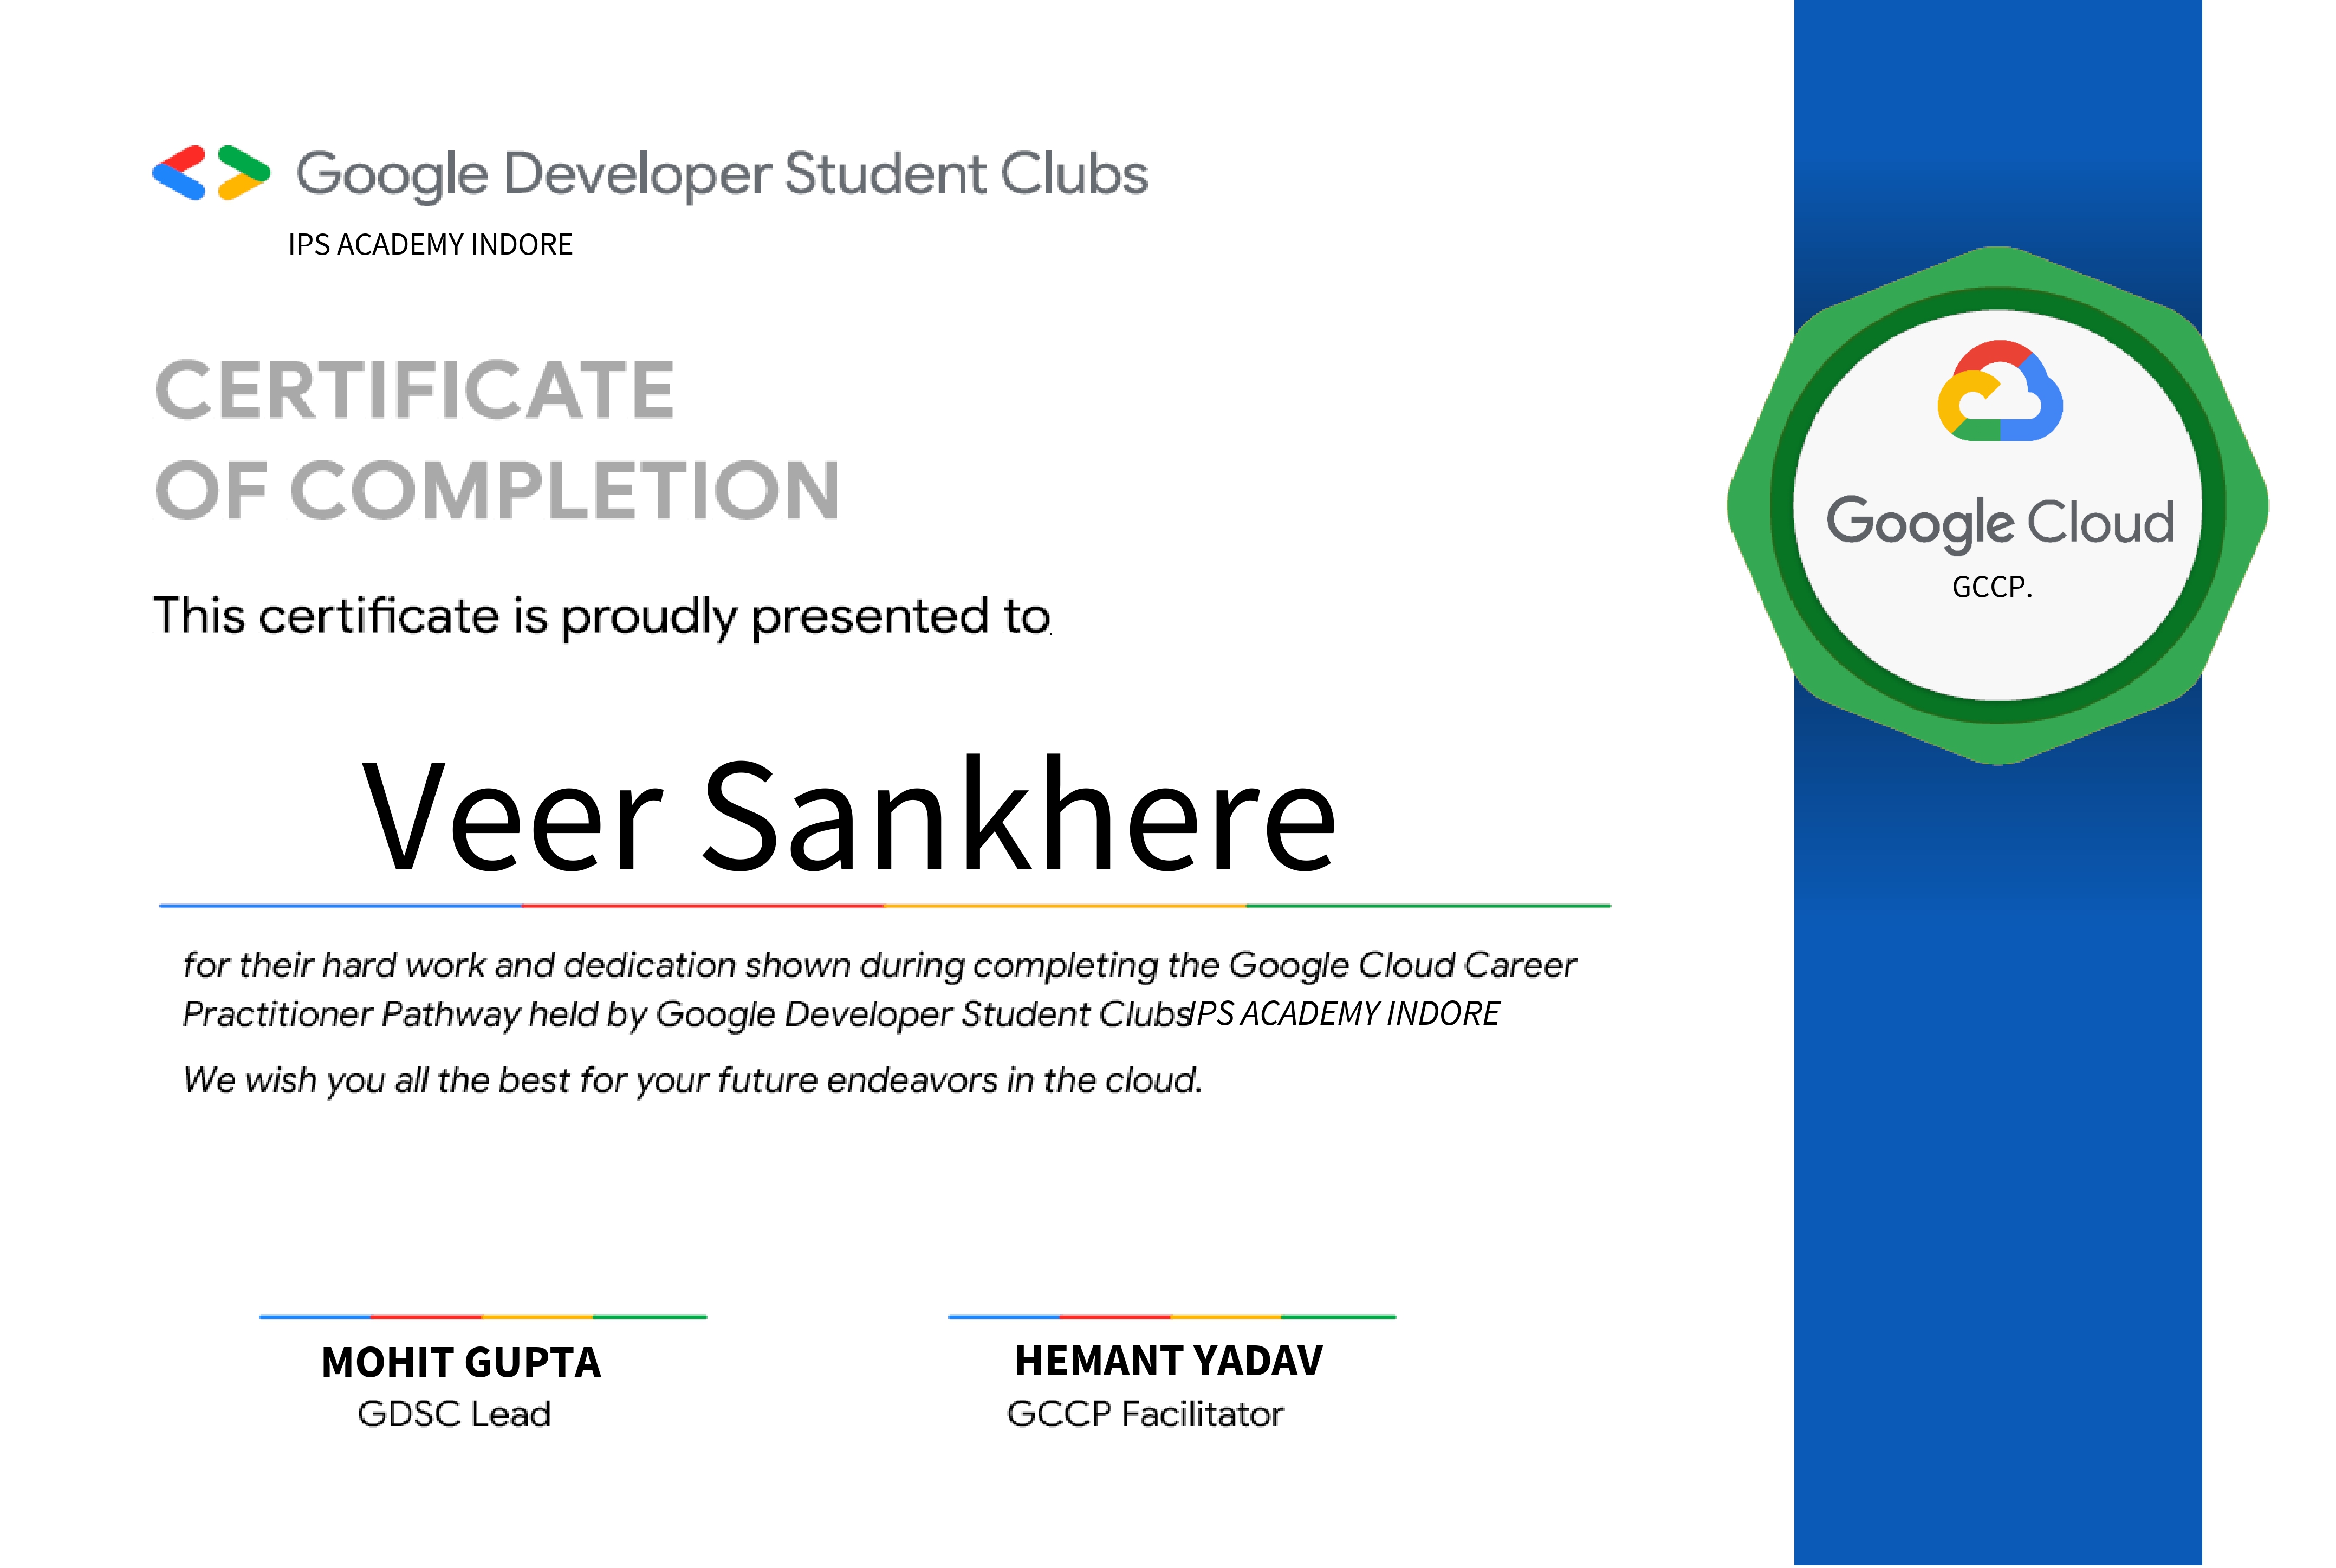 Google Developer Student Clubs
IPS ACADEMY INDORE
CERTIFICATE
OF COMPLETION
This certificate is proudly presented to.
Google Cloud
GCCP.
Veer Sankhere
for their hard work and dedication shown during completing the Google Cloud Career
Practitioner Pathway held by Google Developer Student ClubsIPS ACADEMY INDORE
We wish you all the best for your future endeavors in the cloud.
MOHIT GUPTA
GDSC Lead
HEMANT YADAV
GCCP Facilitator